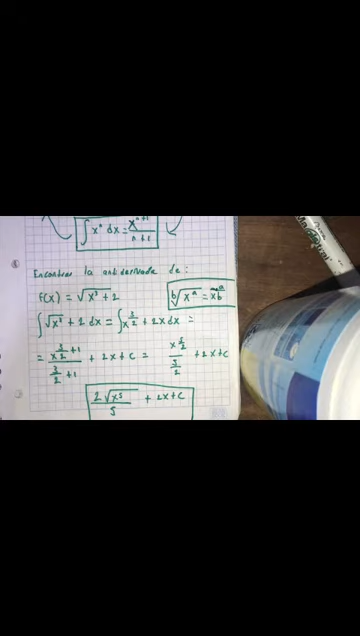 ∫ xⁿ dx = xⁿ⁺¹ / n+1
Encontrar la antiderivada de:
F(x) = √x³ + 2
ᵇ√xᵃ = x^(a/b)
∫ √x³ + 2 dx = ∫ x^(3/2) + 2x dx =
= x^(3/2 + 1) / (3/2 + 1) + 2x + c = x^(5/2) / (5/2) + 2x + c
2√x⁵ / 5 + 2x + c